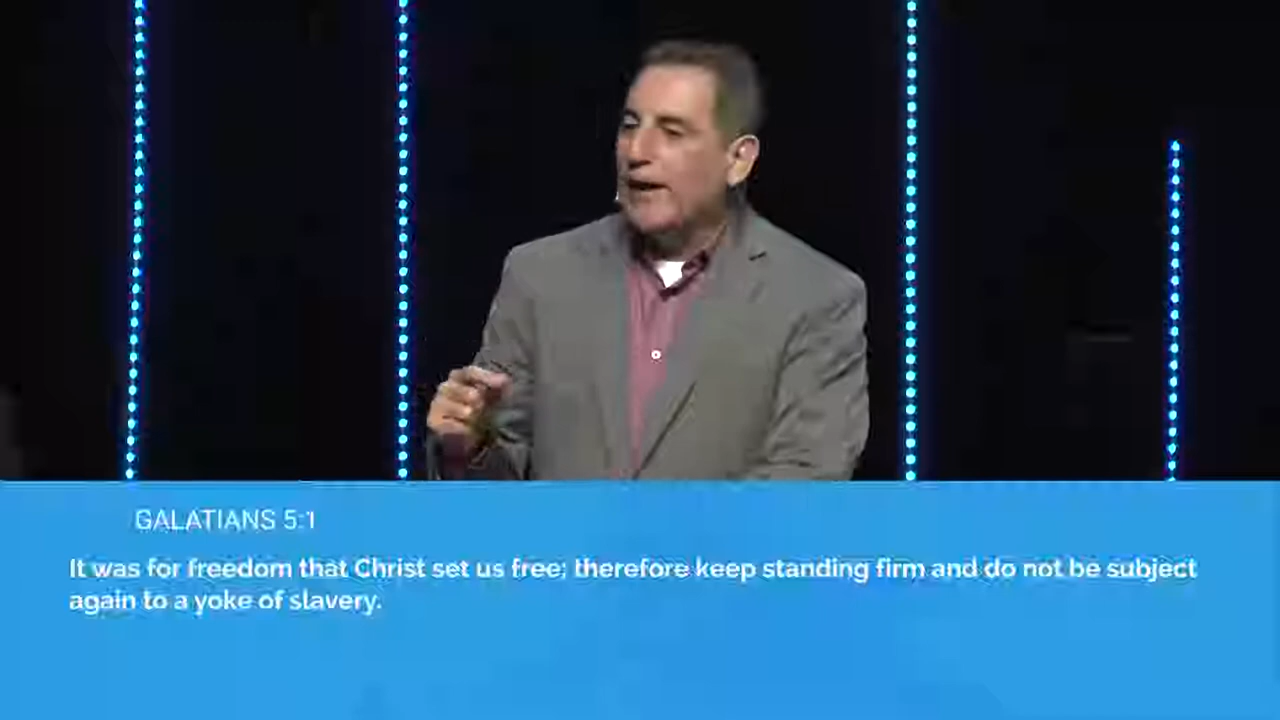 GALATIANS 5:1
It was for freedom that Christ set us free; therefore keep standing firm and do not be subject
again to a yoke of slavery.